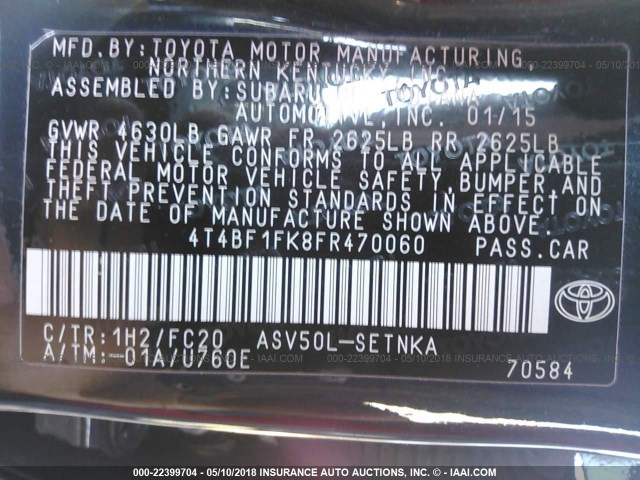 MFD.BY:TOYOTA MOTOR MANUFACTURING,
NORTHERN KENTUCKY, INC.
ASSEMBLED BY:SUBARU OF INDIANA
AUTOMOTIVE, INC. 01/15
GVWR 4630LB GAWR FR 2625LB RR 2625LB
THIS VEHICLE CONFORMS TO ALL APPLICABLE
FEDERAL MOTOR VEHICLE SAFETY,BUMPER,AND
THEFT PREVENTION STANDARDS IN EFFECT ON
THE DATE OF MANUFACTURE SHOWN ABOVE.
4T4BF1FK8FR470060 PASS.CAR
C/TR:1H2/FC20 ASV50L-SETNKA
A/TM:-01A/U760E
70584
000-22399704 - 05/10/2018 INSURANCE AUTO AUCTIONS, INC. - IAAI.COM